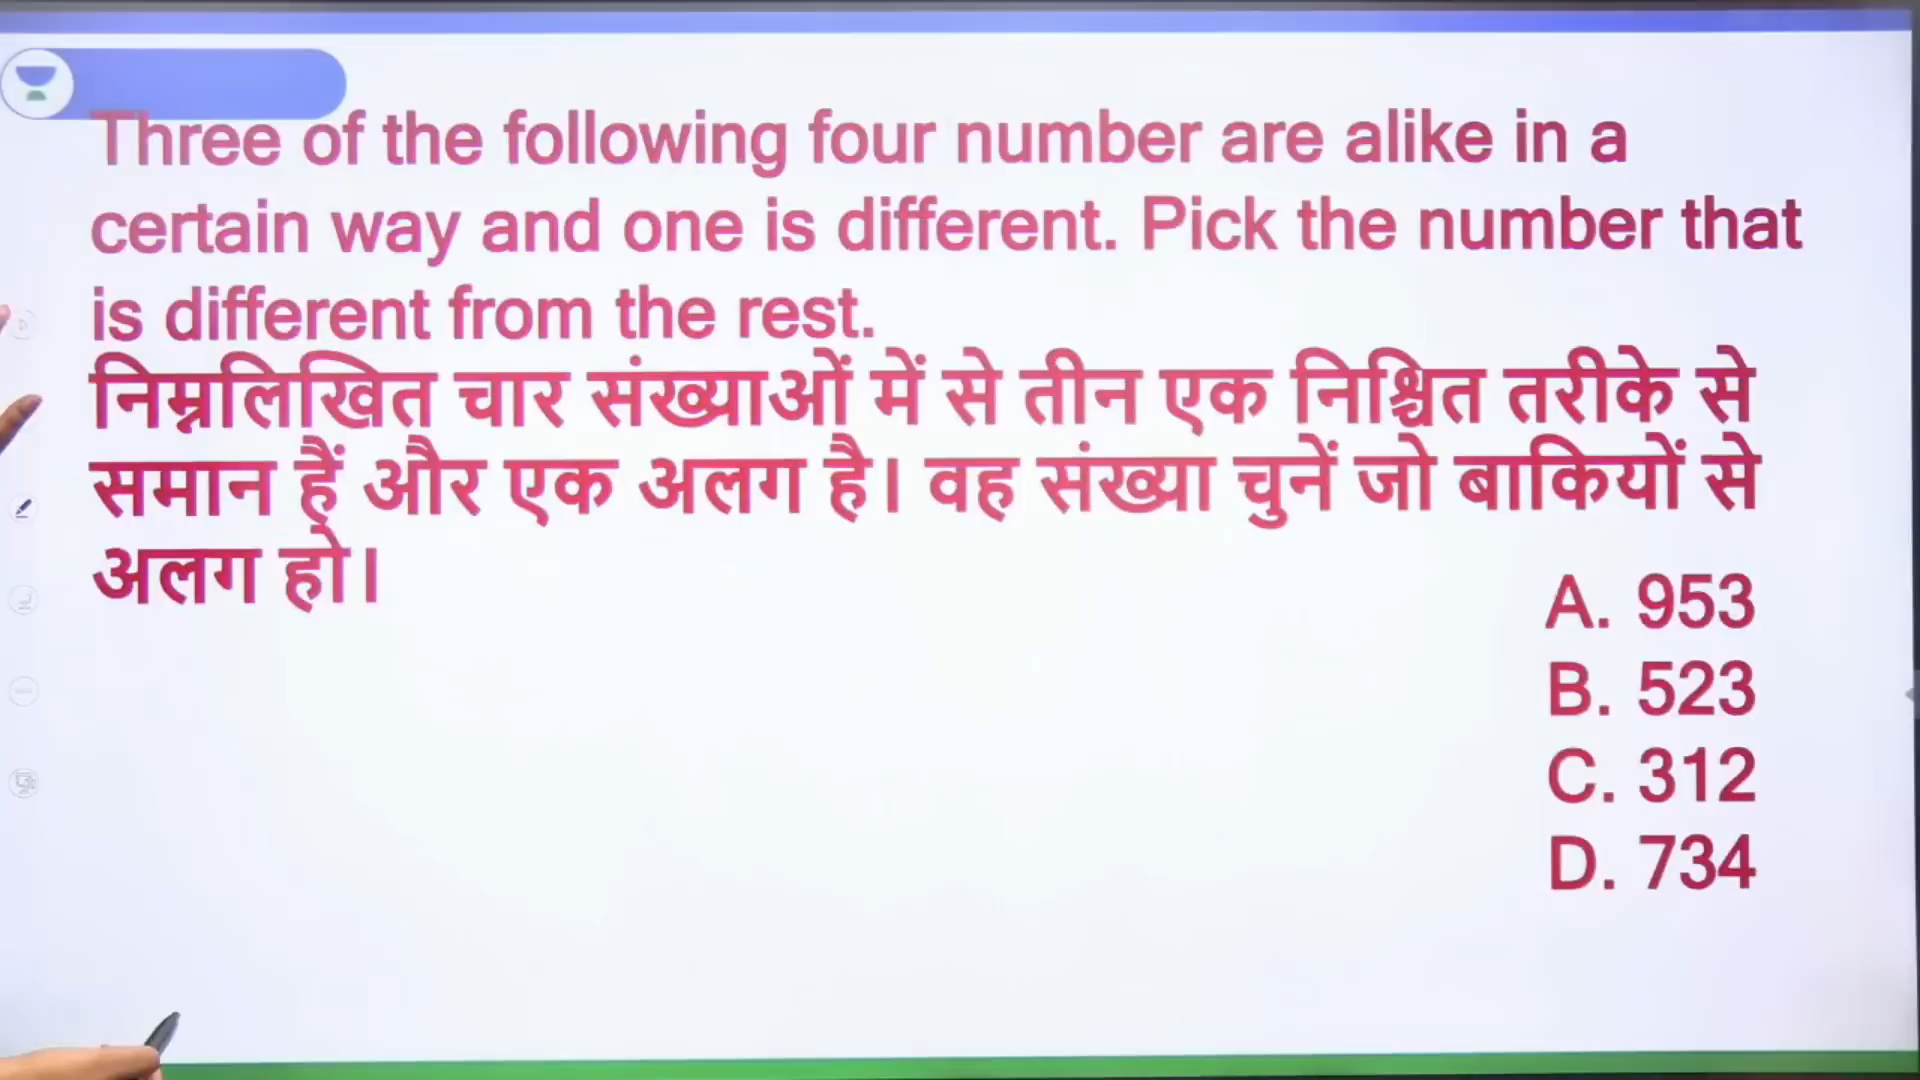 Three of the following four number are alike in a
certain way and one is different. Pick the number that
is different from the rest.
निम्नलिखित चार संख्याओं में से तीन एक निश्चित तरीके से
समान हैं और एक अलग है। वह संख्या चुनें जो बाकियों से
अलग हो।
A. 953
B. 523
C. 312
D. 734